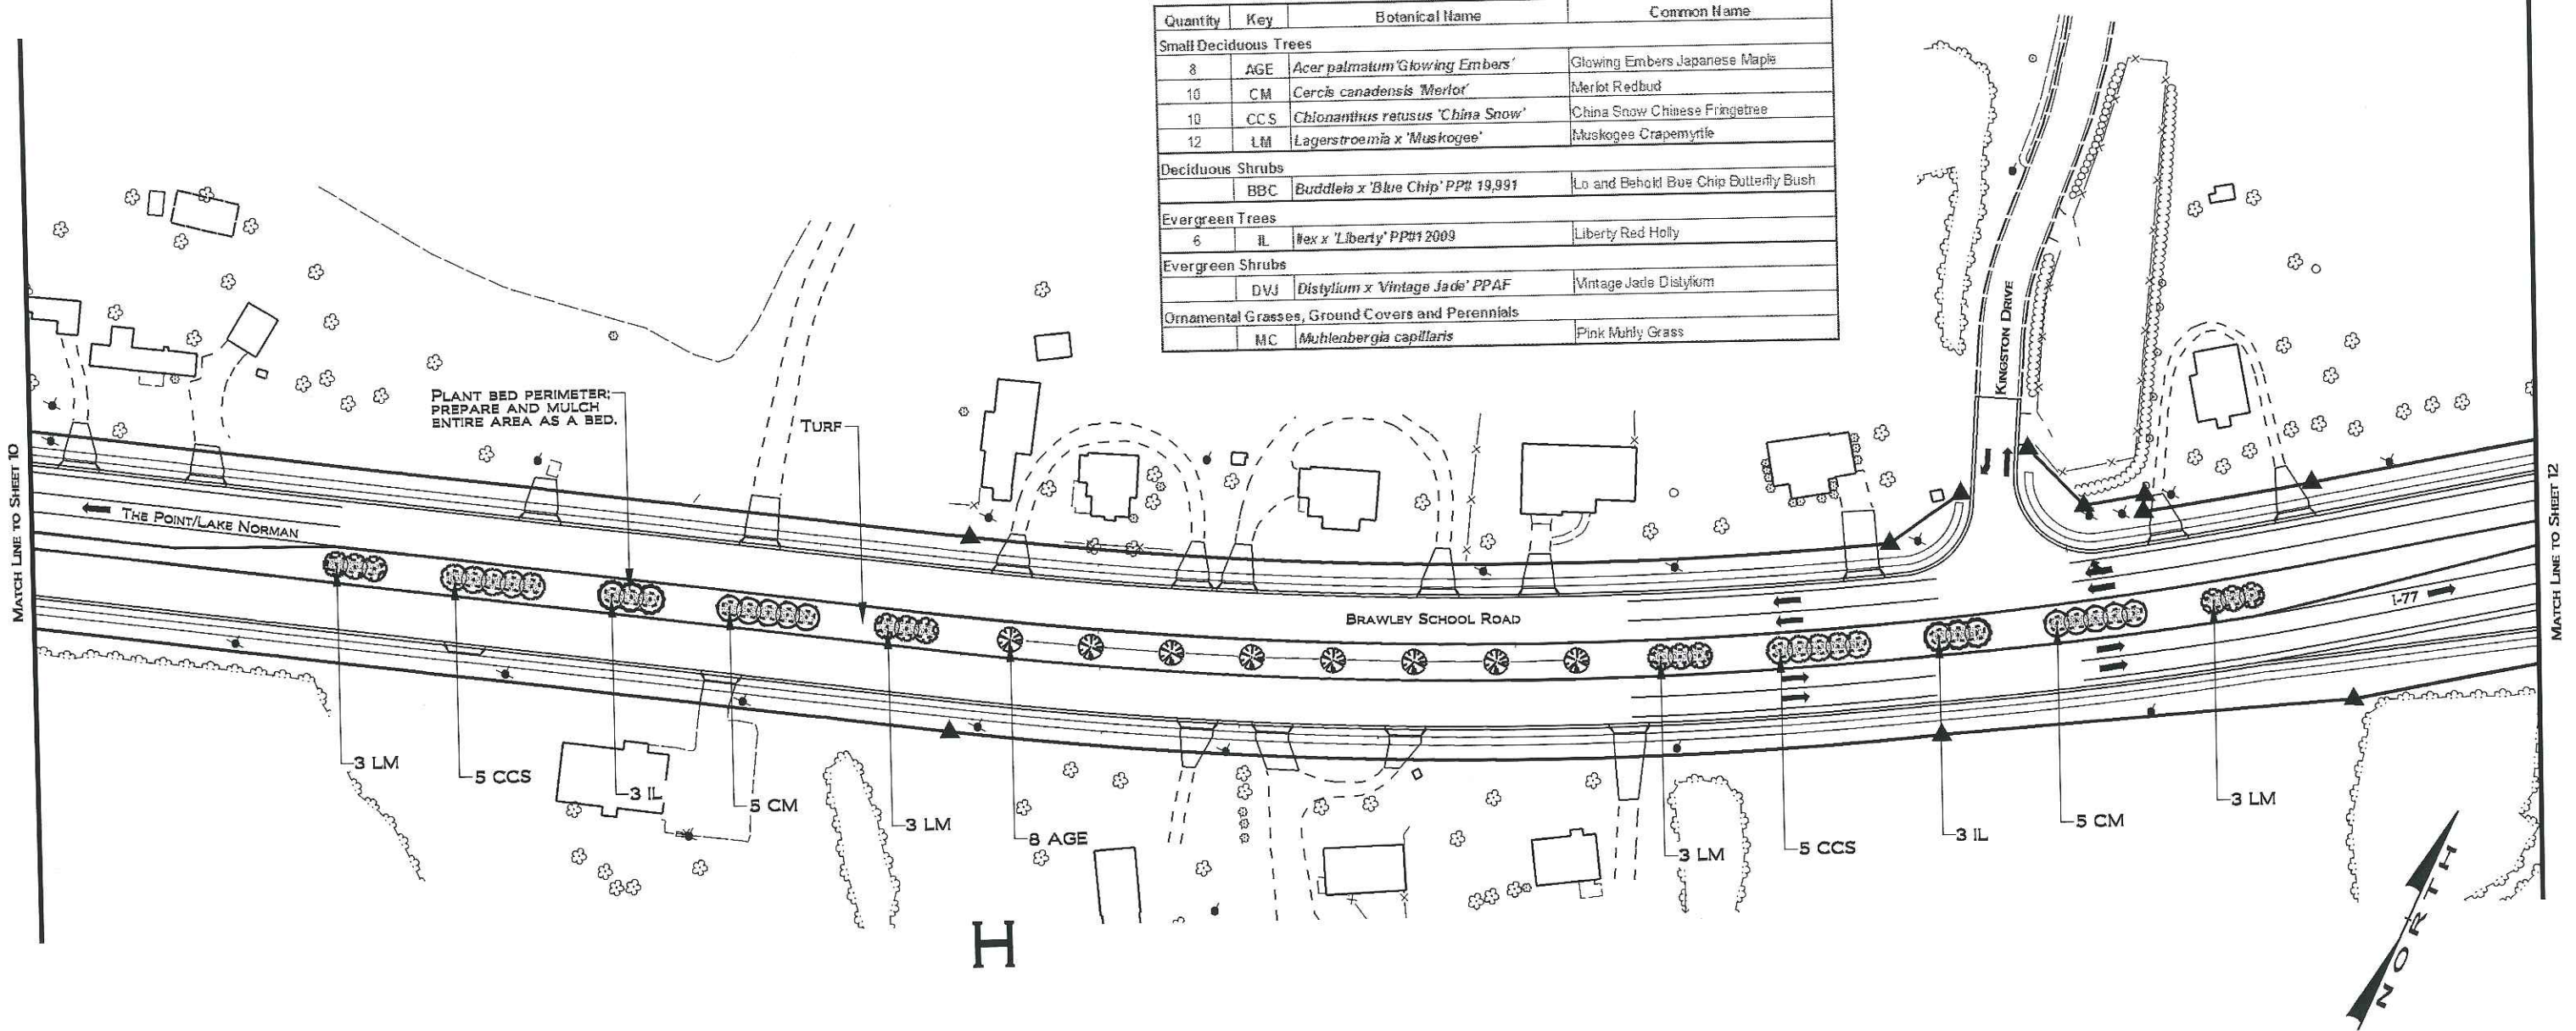 Quantity Key Botanical Name Common Name
Small Deciduous Trees
8 AGE Acer palmatum 'Glowing Embers' Glowing Embers Japanese Maple
10 CM Cercis canadensis 'Merlot' Merlot Redbud
10 CCS Chionanthus retusus 'China Snow' China Snow Chinese Fringetree
12 LM Lagerstroemia x 'Muskogee' Muskogee Crapemyrtle
Deciduous Shrubs
BBC Buddleia x 'Blue Chip' PP# 19,991 Lo and Behold Bue Chip Butterfly Bush
Evergreen Trees
6 IL Ilex x 'Liberty' PP#12009 Liberty Red Holly
Evergreen Shrubs
DVJ Distylium x 'Vintage Jade' PPAF Vintage Jade Distylium
Ornamental Grasses, Ground Covers and Perennials
MC Muhlenbergia capillaris Pink Muhly Grass
KINGSTON DRIVE
PLANT BED PERIMETER;
PREPARE AND MULCH
ENTIRE AREA AS A BED.
TURF
MATCH LINE TO SHEET 10
MATCH LINE TO SHEET 12
THE POINT/LAKE NORMAN
BRAWLEY SCHOOL ROAD
I-77
3 LM
5 CCS
3 IL
5 CM
3 LM
8 AGE
3 LM
5 CCS
3 IL
5 CM
3 LM
H
NORTH